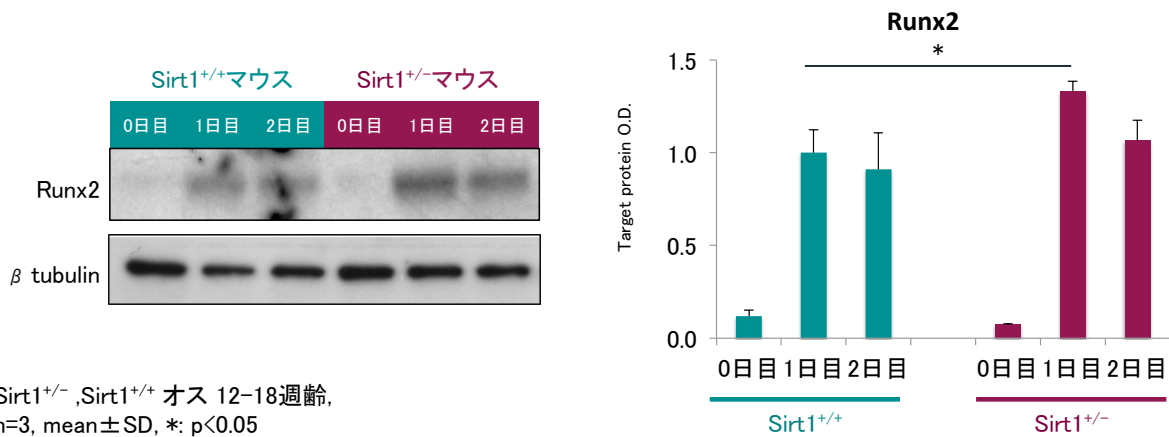 Sirt1+/+マウス Sirt1+/-マウス
0日目 1日目 2日目 0日目 1日目 2日目
Runx2
β tubulin
Sirt1+/- ,Sirt1+/+ オス 12-18週齢,
n=3, mean±SD, *: p<0.05
Runx2
*
Target protein O.D.
1.5
1.0
0.5
0.0
0日目 1日目 2日目 0日目 1日目 2日目
Sirt1+/+ Sirt1+/-